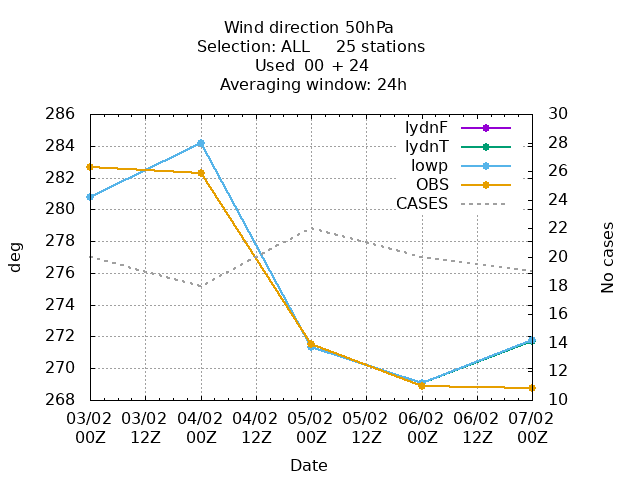 Wind direction 50hPa
Selection: ALL     25 stations
Used  00 + 24
Averaging window: 24h
286
284
282
280
278
276
274
272
270
268
deg
30
28
26
24
22
20
18
16
14
12
10
No cases
lydnF
lydnT
lowp
OBS
CASES
03/02 03/02 04/02 04/02 05/02 05/02 06/02 06/02 07/02
00Z 12Z 00Z 12Z 00Z 12Z 00Z 12Z 00Z
Date